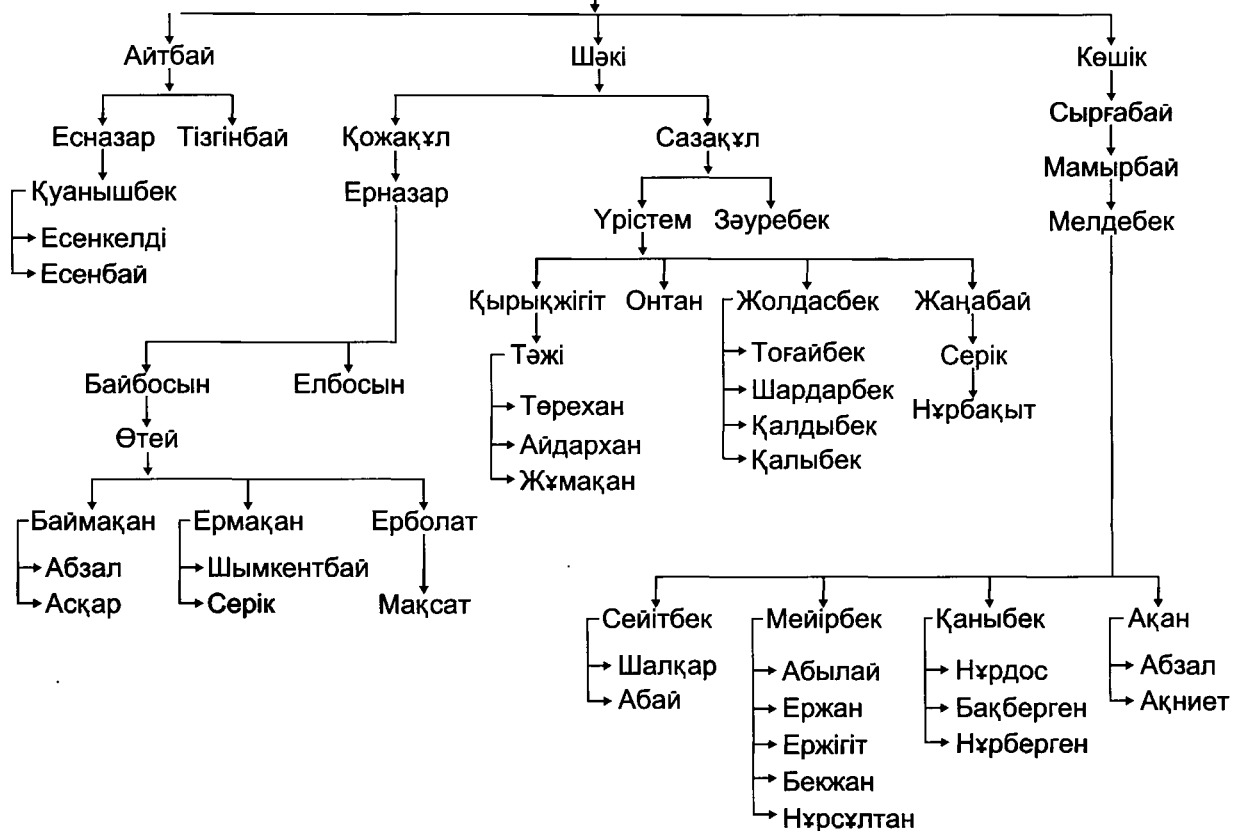 Айтбай Шәкі Көшік
Сырғабай
Есназар Тізгінбай Қожақұл Сазақұл
Мамырбай
Қуанышбек Ерназар
Үрістем Зәуребек Мелдебек
Есенкелді
Есенбай
Қырықжігіт Онтан Жолдасбек Жаңабай
Тәжі Тоғайбек Серік
Байбосын Елбосын Шардарбек
Төрехан Нұрбақыт
Қалдыбек
Өтей Айдархан
Қалыбек
Жұмақан
Баймақан Ермақан Ерболат
Абзал Шымкентбай
Асқар Серік Мақсат
Сейітбек Мейірбек Қаныбек Ақан
Шалқар Абылай Нұрдос Абзал
Абай Ержан Бақберген Ақниет
Ержігіт Нұрберген
Бекжан
Нұрсұлтан